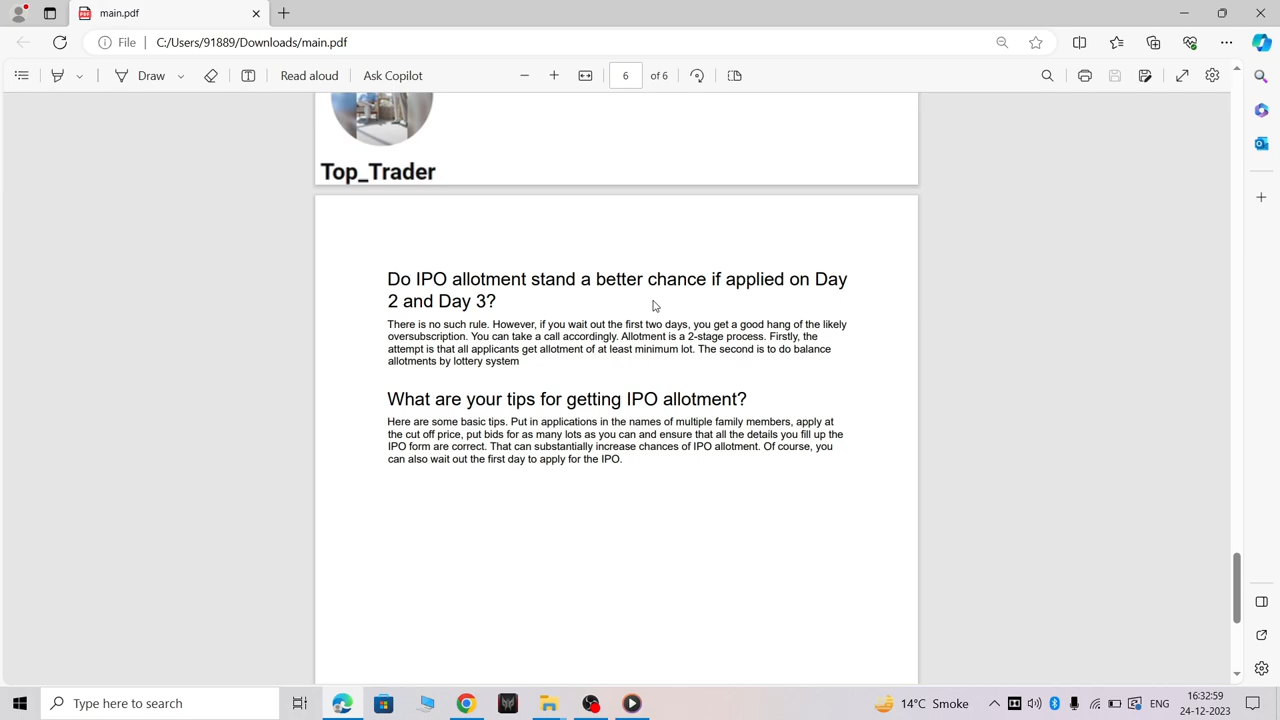 main.pdf
File
C:/Users/91889/Downloads/main.pdf
Draw
Read aloud
Ask Copilot
6
of 6
Top_Trader
Do IPO allotment stand a better chance if applied on Day
2 and Day 3?
There is no such rule. However, if you wait out the first two days, you get a good hang of the likely
oversubscription. You can take a call accordingly. Allotment is a 2-stage process. Firstly, the
attempt is that all applicants get allotment of at least minimum lot. The second is to do balance
allotments by lottery system
What are your tips for getting IPO allotment?
Here are some basic tips. Put in applications in the names of multiple family members, apply at
the cut off price, put bids for as many lots as you can and ensure that all the details you fill up the
IPO form are correct. That can substantially increase chances of IPO allotment. Of course, you
can also wait out the first day to apply for the IPO.
Type here to search
14°C Smoke
ENG
16:32:59
24-12-2023